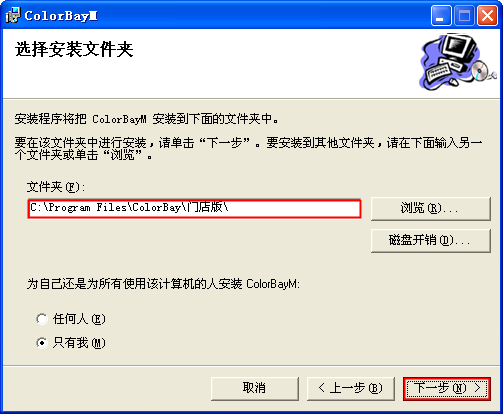 ColorBayM
选择安装文件夹
安装程序将把 ColorBayM 安装到下面的文件夹中。
要在该文件夹中进行安装，请单击“下一步”。要安装到其他文件夹，请在下面输入另一
个文件夹或单击“浏览”。
文件夹(F):
C:\Program Files\ColorBay\门店版\
浏览(R)...
磁盘开销(D)...
为自己还是为所有使用该计算机的人安装 ColorBayM:
任何人(E)
只有我(M)
取消
< 上一步(B)
下一步(N) >